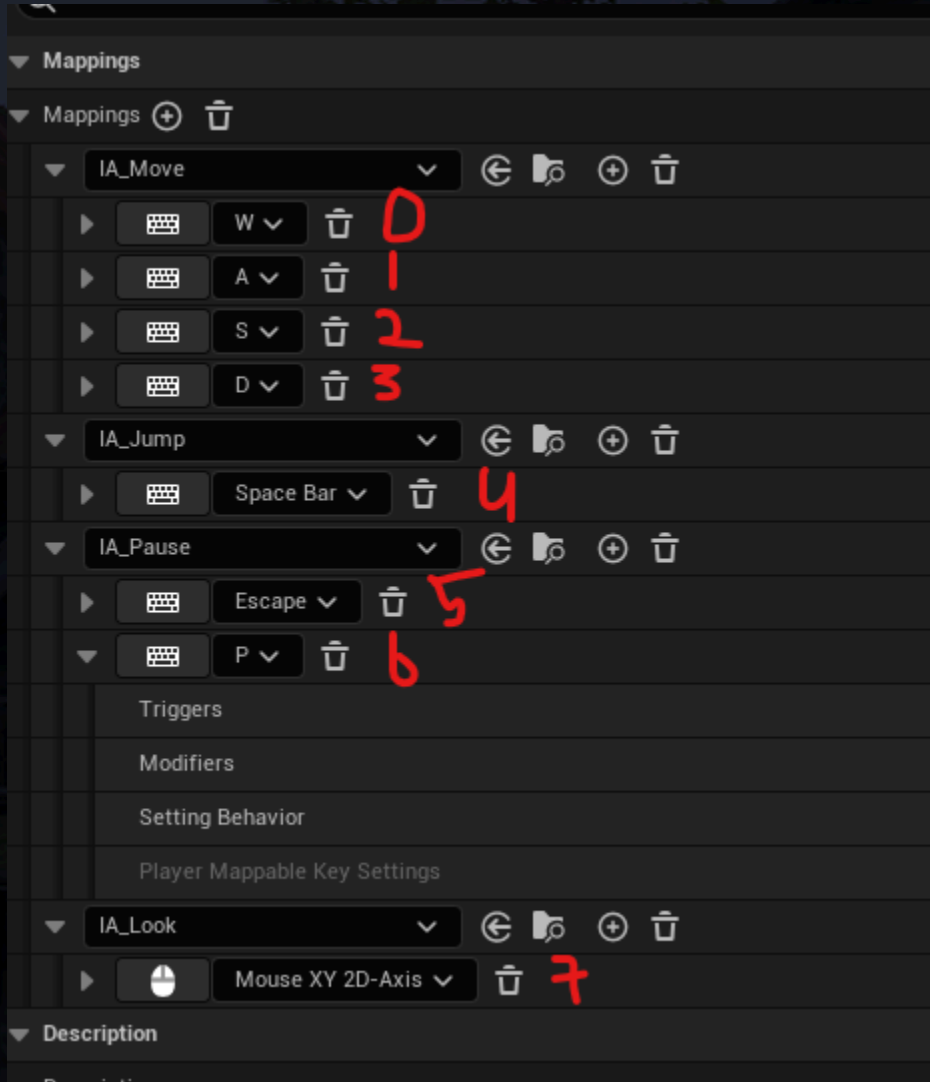 Mappings
Mappings
IA_Move
W 0
A 1
S 2
D 3
IA_Jump
Space Bar 4
IA_Pause
Escape 5
P 6
Triggers
Modifiers
Setting Behavior
Player Mappable Key Settings
IA_Look
Mouse XY 2D-Axis 7
Description